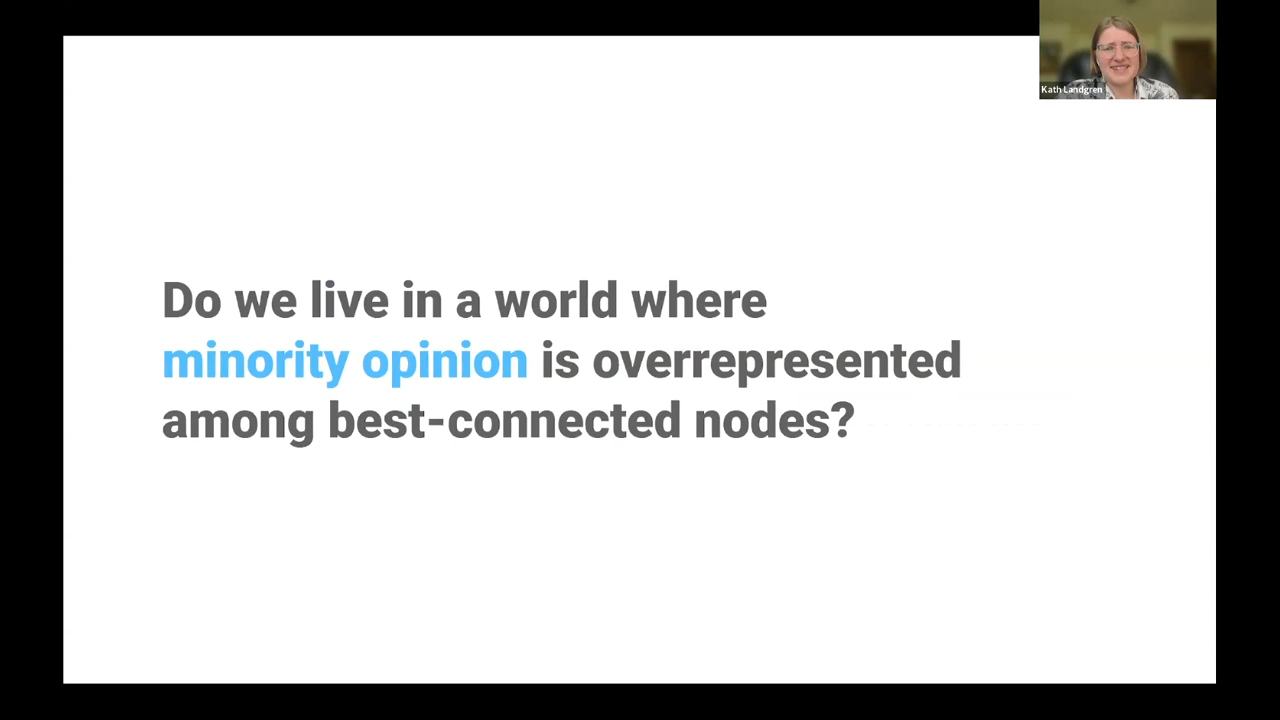 Kath Landgren
Do we live in a world where
minority opinion is overrepresented
among best-connected nodes?